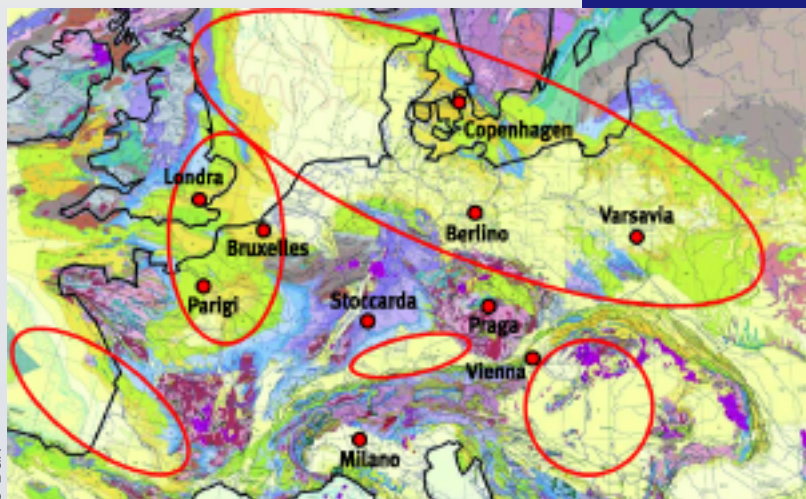 Copenhagen
Londra
Varsavia
Berlino
Bruxelles
Parigi
Stoccarda
Praga
Vienna
Milano